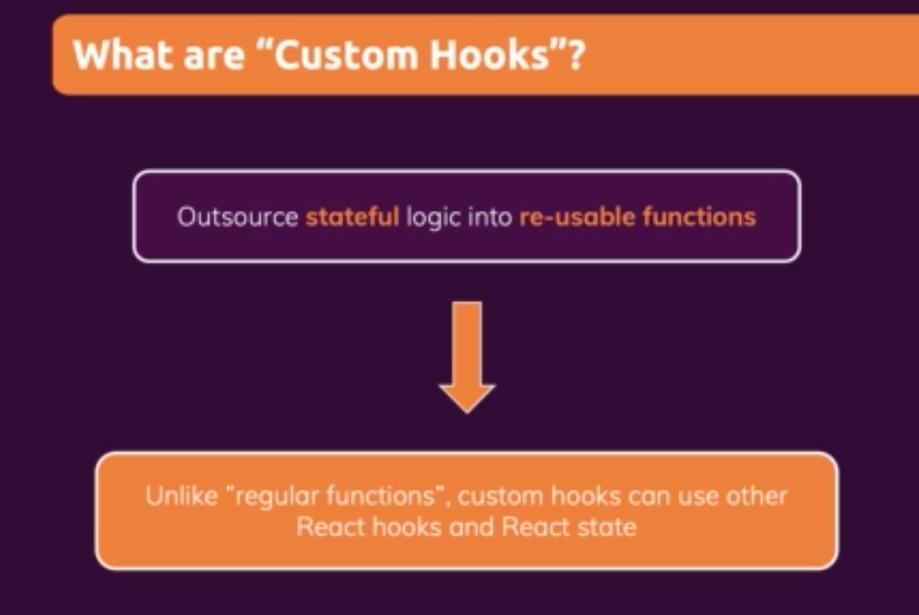 What are “Custom Hooks”?
Outsource stateful logic into re-usable functions
Unlike ”regular functions”, custom hooks can use other
React hooks and React state